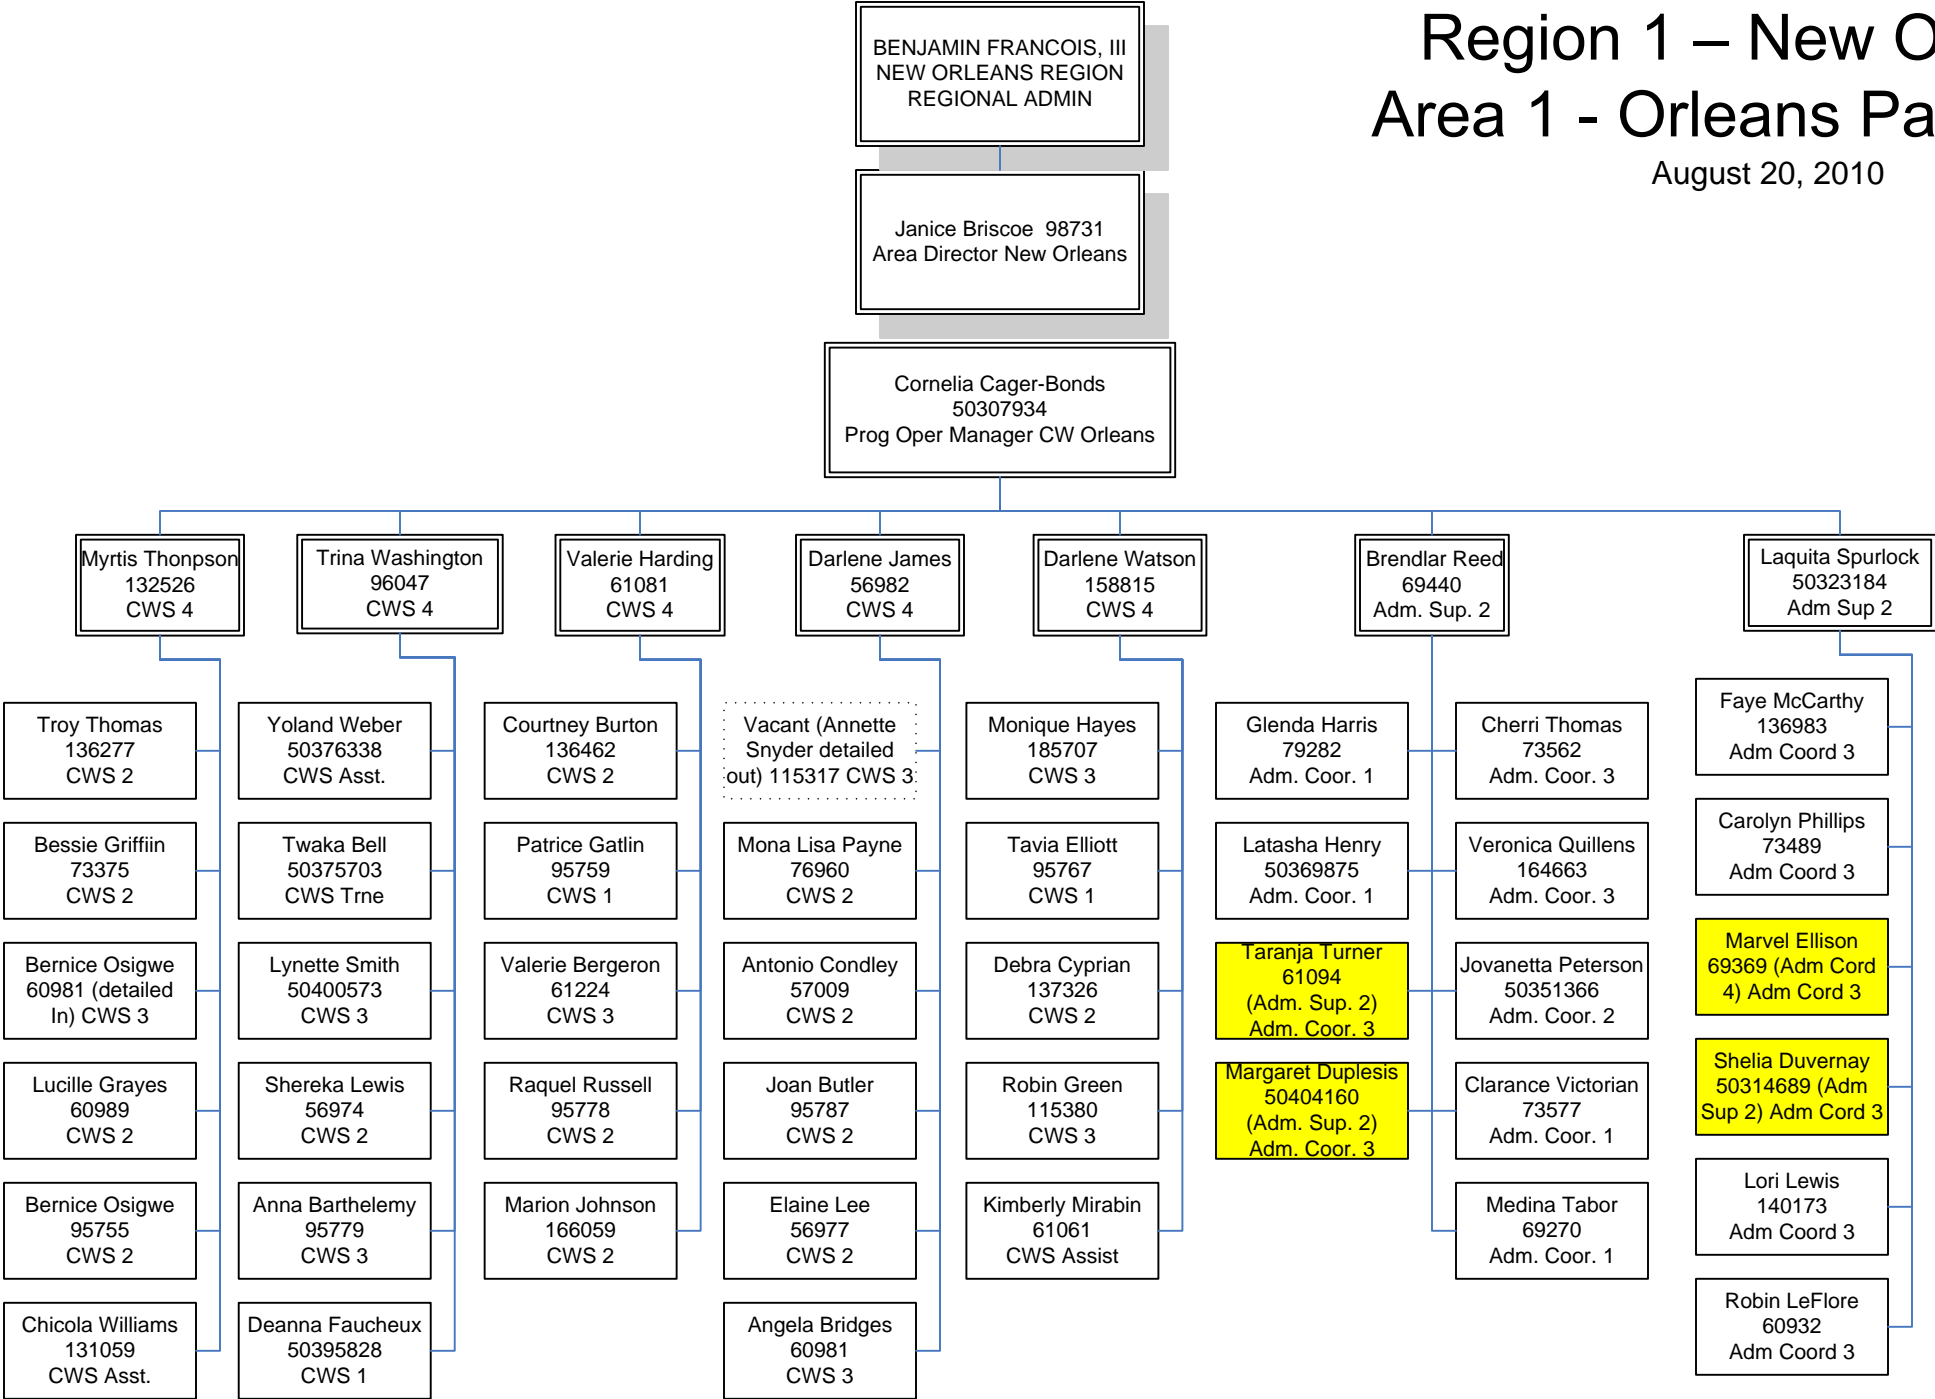 Region 1 – New O
Area 1 - Orleans Pa
August 20, 2010
BENJAMIN FRANCOIS, III
NEW ORLEANS REGION
REGIONAL ADMIN
Janice Briscoe 98731
Area Director New Orleans
Cornelia Cager-Bonds
50307934
Prog Oper Manager CW Orleans
Myrtis Thonpson
132526
CWS 4
Troy Thomas
136277
CWS 2
Bessie Griffiin
73375
CWS 2
Bernice Osigwe
60981 (detailed
In) CWS 3
Lucille Grayes
60989
CWS 2
Bernice Osigwe
95755
CWS 2
Chicola Williams
131059
CWS Asst.
Trina Washington
96047
CWS 4
Yoland Weber
50376338
CWS Asst.
Twaka Bell
50375703
CWS Trne
Lynette Smith
50400573
CWS 3
Shereka Lewis
56974
CWS 2
Anna Barthelemy
95779
CWS 3
Deanna Faucheux
50395828
CWS 1
Valerie Harding
61081
CWS 4
Courtney Burton
136462
CWS 2
Patrice Gatlin
95759
CWS 1
Valerie Bergeron
61224
CWS 3
Raquel Russell
95778
CWS 2
Marion Johnson
166059
CWS 2
Darlene James
56982
CWS 4
Vacant (Annette
Snyder detailed
out) 115317 CWS 3
Mona Lisa Payne
76960
CWS 2
Antonio Condley
57009
CWS 2
Joan Butler
95787
CWS 2
Elaine Lee
56977
CWS 2
Angela Bridges
60981
CWS 3
Darlene Watson
158815
CWS 4
Monique Hayes
185707
CWS 3
Tavia Elliott
95767
CWS 1
Debra Cyprian
137326
CWS 2
Robin Green
115380
CWS 3
Kimberly Mirabin
61061
CWS Assist
Brendlar Reed
69440
Adm. Sup. 2
Glenda Harris
79282
Adm. Coor. 1
Latasha Henry
50369875
Adm. Coor. 1
Taranja Turner
61094
(Adm. Sup. 2)
Adm. Coor. 3
Margaret Duplesis
50404160
(Adm. Sup. 2)
Adm. Coor. 3
Cherri Thomas
73562
Adm. Coor. 3
Veronica Quillens
164663
Adm. Coor. 3
Jovanetta Peterson
50351366
Adm. Coor. 2
Clarance Victorian
73577
Adm. Coor. 1
Medina Tabor
69270
Adm. Coor. 1
Laquita Spurlock
50323184
Adm Sup 2
Faye McCarthy
136983
Adm Coord 3
Carolyn Phillips
73489
Adm Coord 3
Marvel Ellison
69369 (Adm Cord
4) Adm Cord 3
Shelia Duvernay
50314689 (Adm
Sup 2) Adm Cord 3
Lori Lewis
140173
Adm Coord 3
Robin LeFlore
60932
Adm Coord 3